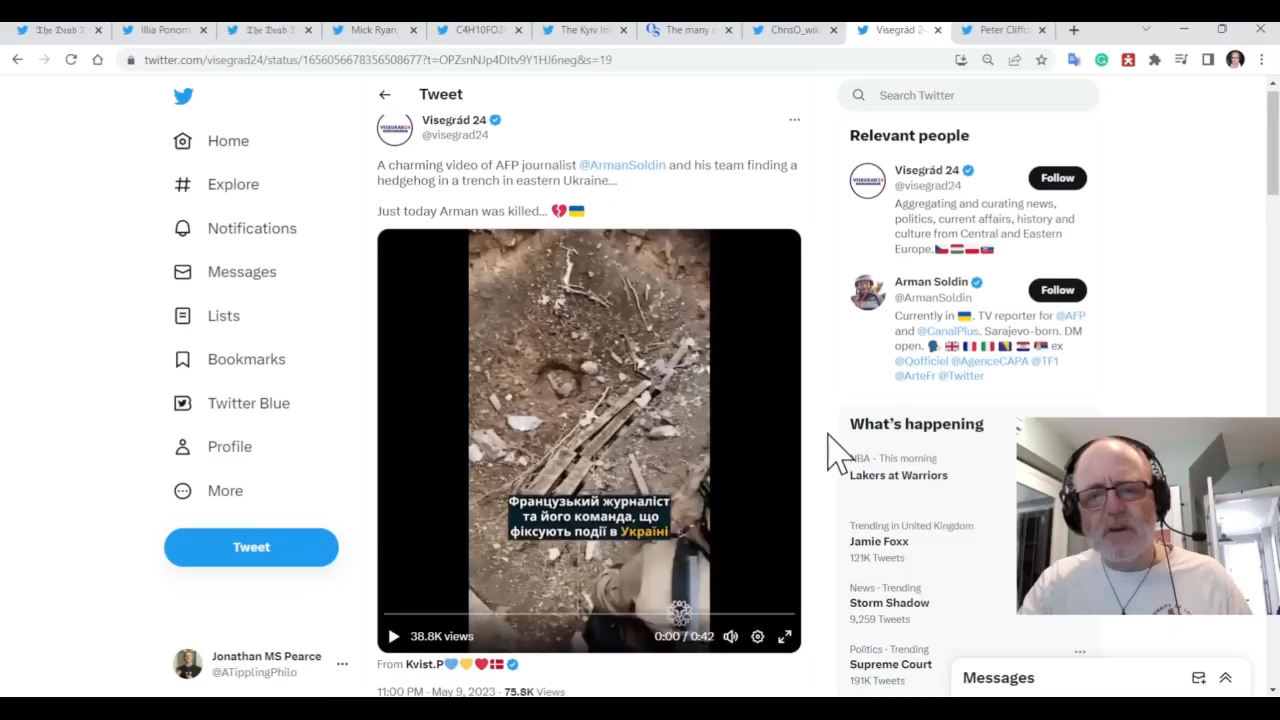 The Dead D
Illia Ponom
The Dead D
Mick Ryan,
C4H10FO2
The Kyiv In
The many e
ChrisO_wik
Visegrád 24
Peter Cliffo
twitter.com/visegrad24/status/1656056678356508677?t=OPZsnNJp4DItv9Y1HJ6neg&s=19
Home
Explore
Notifications
Messages
Lists
Bookmarks
Twitter Blue
Profile
More
Tweet
Jonathan MS Pearce
@ATipplingPhilo
Tweet
Visegrád 24
@visegrad24
A charming video of AFP journalist @ArmanSoldin and his team finding a
hedgehog in a trench in eastern Ukraine...
Just today Arman was killed... 💔🇺🇦
Французький журналіст
та його команда, що
фіксують події в Україні
38.8K views
0:00 / 0:42
From Kvist.P💙💛❤️🇩🇰
11:00 PM · May 9, 2023 · 75.8K Views
Search Twitter
Relevant people
Visegrád 24
@visegrad24
Follow
Aggregating and curating news,
politics, current affairs, history and
culture from Central and Eastern
Europe.🇨🇿🇭🇺🇵🇱🇸🇰
Arman Soldin
@ArmanSoldin
Follow
Currently in 🇺🇦. TV reporter for @AFP
and @CanalPlus. Sarajevo-born. DM
open. 🗣️ 🇬🇧 🇫🇷 🇮🇹 🇧🇦 🇭🇷 🇷🇸 ex
@Qofficiel @AgenceCAPA @TF1
@ArteFr @Twitter
What's happening
NBA · This morning
Lakers at Warriors
Trending in United Kingdom
Jamie Foxx
121K Tweets
News · Trending
Storm Shadow
9,259 Tweets
Politics · Trending
Supreme Court
191K Tweets
Messages